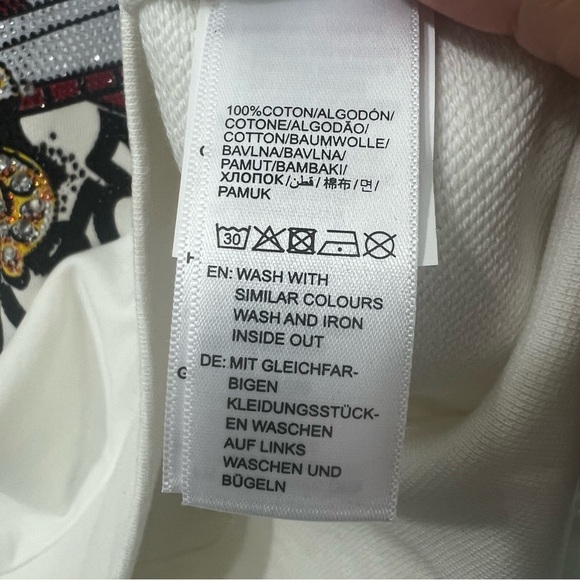 100%COTON/ALGODÓN/
COTONE/ALGODÃO/
COTTON/BAUMWOLLE/
BAVLNA/BAVLNA/
PAMUT/BAMBAKI/
ХЛОПОК/قطن/棉布/면/
PAMUK
30
EN: WASH WITH
SIMILAR COLOURS
WASH AND IRON
INSIDE OUT
DE: MIT GLEICHFAR-
BIGEN
KLEIDUNGSSTÜCK-
EN WASCHEN
AUF LINKS
WASCHEN UND
BÜGELN